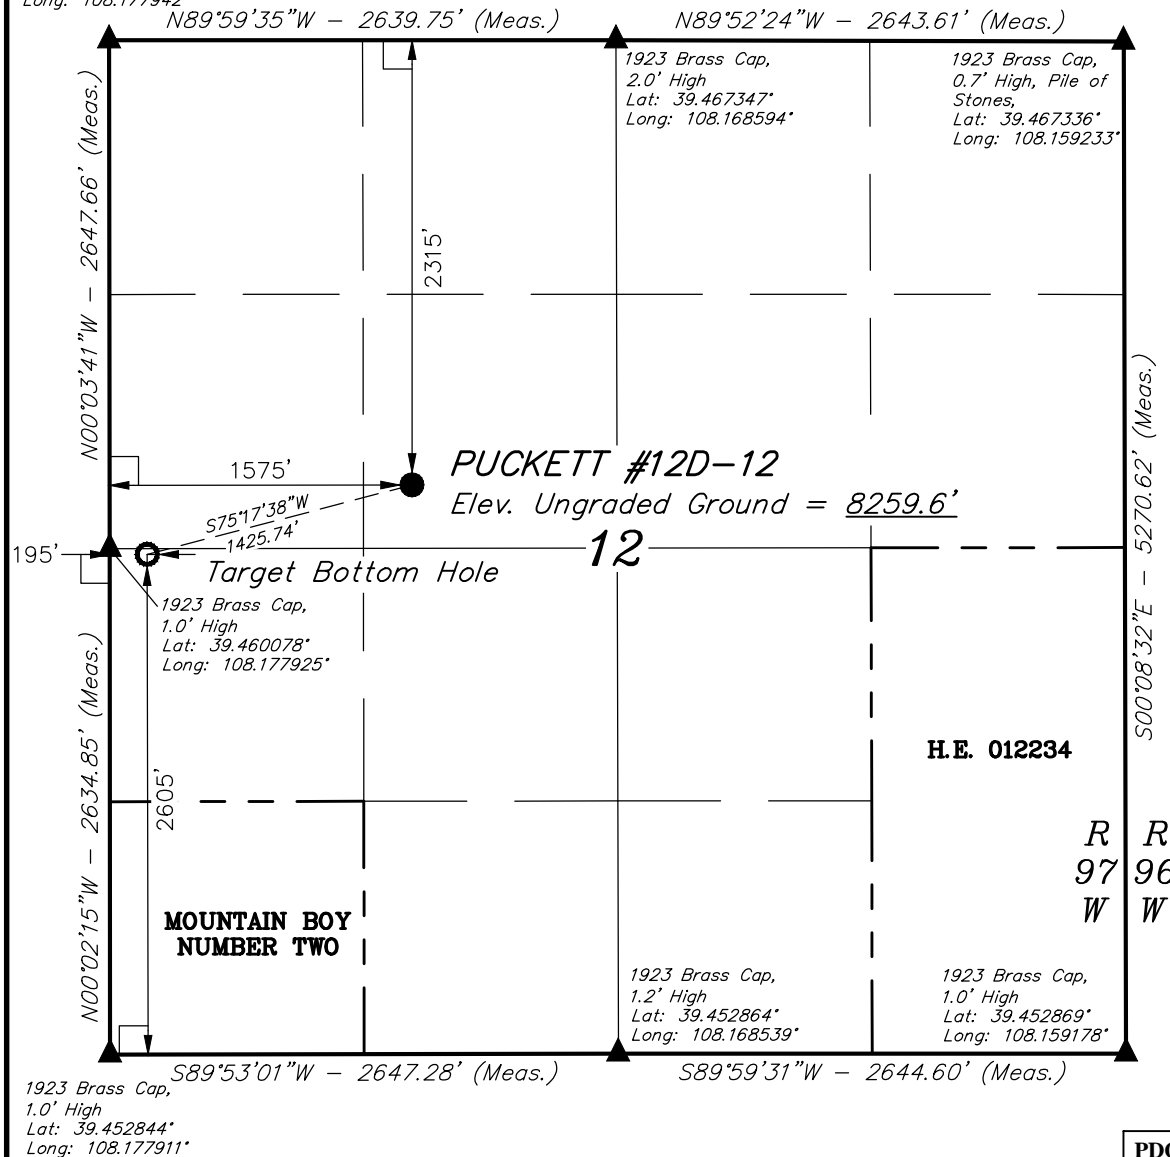 Long: 108.177942°
N89°59'35"W - 2639.75' (Meas.)
N89°52'24"W - 2643.61' (Meas.)
1923 Brass Cap,
2.0' High
Lat: 39.467347°
Long: 108.168594°
1923 Brass Cap,
0.7' High, Pile of
Stones,
Lat: 39.467336°
Long: 108.159233°
N00°03'41"W - 2647.66' (Meas.)
2315'
1575'
PUCKETT #12D-12
Elev. Ungraded Ground = 8259.6'
S75°17'38"W
1425.74'
12
195'
Target Bottom Hole
1923 Brass Cap,
1.0' High
Lat: 39.460078°
Long: 108.177925°
S00°08'32"E - 5270.62' (Meas.)
N00°02'15"W - 2634.85' (Meas.)
2605'
H.E. 012234
R R
97 96
W W
MOUNTAIN BOY
NUMBER TWO
1923 Brass Cap,
1.2' High
Lat: 39.452864°
Long: 108.168539°
1923 Brass Cap,
1.0' High
Lat: 39.452869°
Long: 108.159178°
S89°53'01"W - 2647.28' (Meas.)
S89°59'31"W - 2644.60' (Meas.)
1923 Brass Cap,
1.0' High
Lat: 39.452844°
Long: 108.177911°
PDC